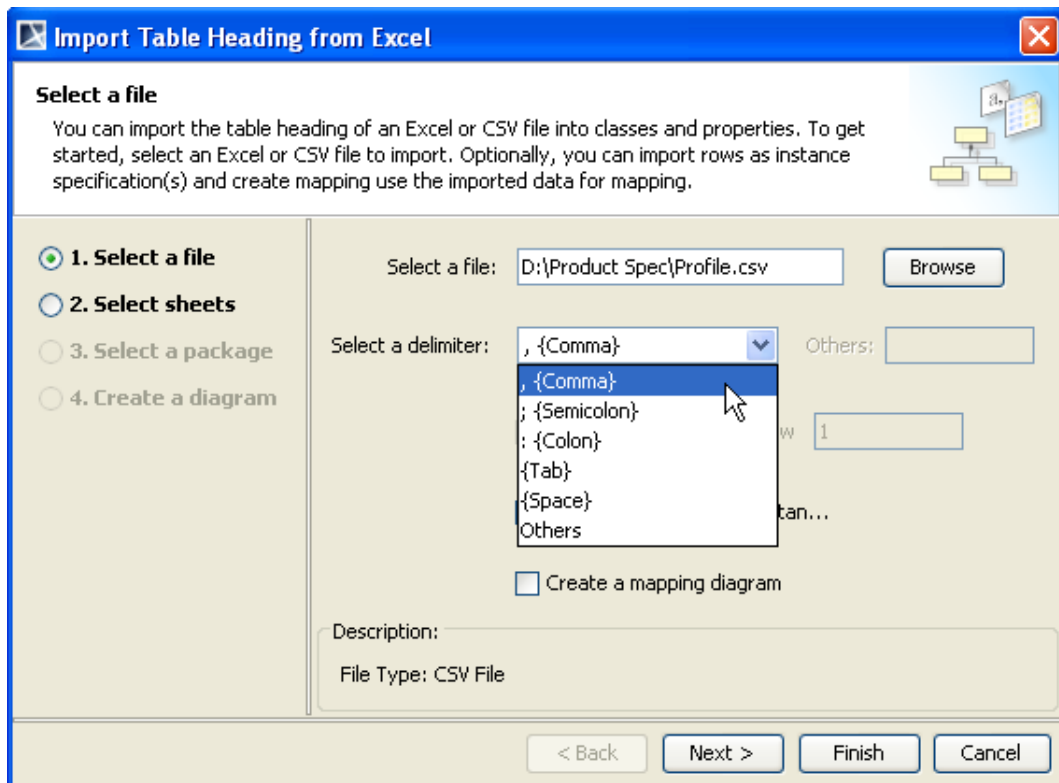 Import Table Heading from Excel
Select a file
You can import the table heading of an Excel or CSV file into classes and properties. To get
started, select an Excel or CSV file to import. Optionally, you can import rows as instance
specification(s) and create mapping use the imported data for mapping.
a,
1. Select a file
2. Select sheets
3. Select a package
4. Create a diagram
Select a file: D:\Product Spec\Profile.csv Browse
Select a delimiter: , {Comma} Others:
, {Comma}
; {Semicolon}
: {Colon} w 1
{Tab}
{Space} tan...
Others
Create a mapping diagram
Description:
File Type: CSV File
< Back Next > Finish Cancel